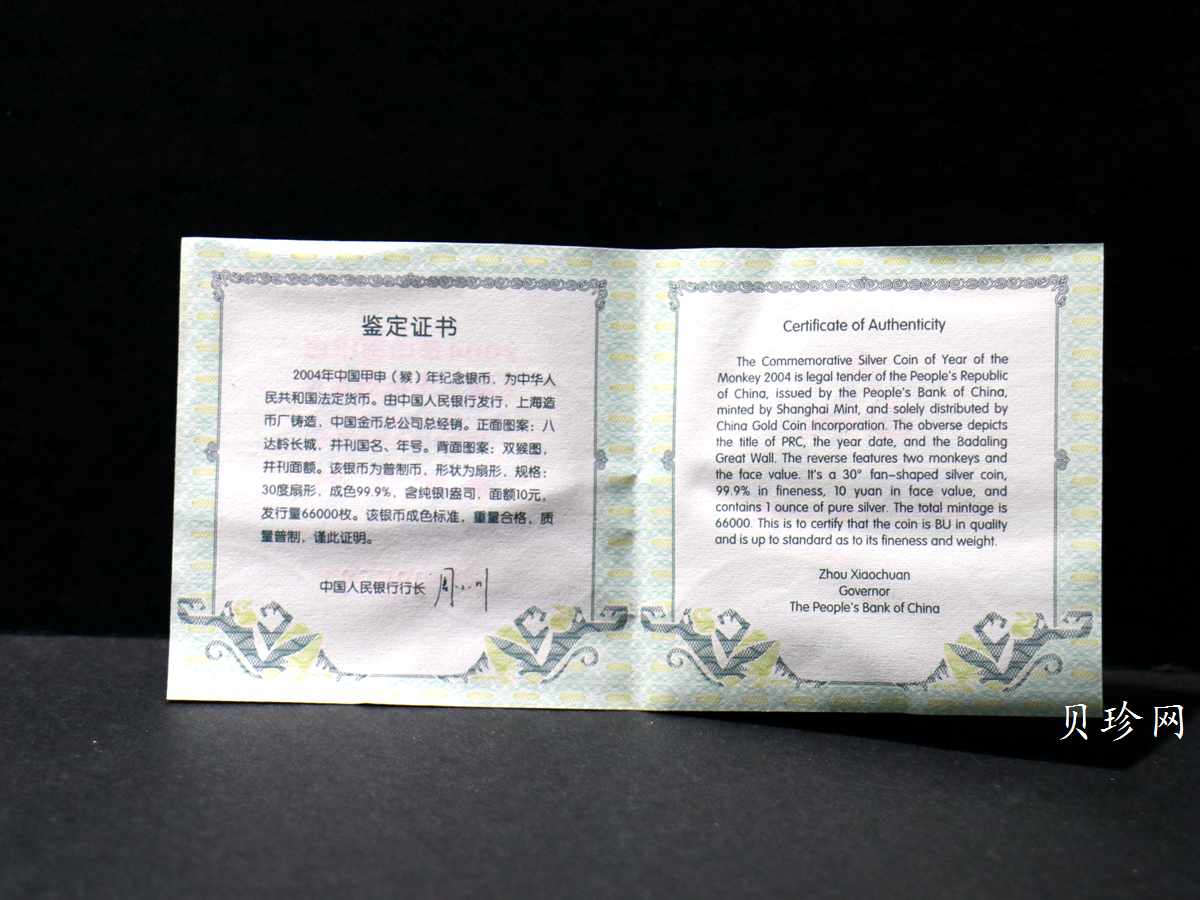 鉴定证书
2004年中国甲申（猴）年纪念银币，为中华人
民共和国法定货币。由中国人民银行发行，上海造
币厂铸造，中国金币总公司总经销。正面图案：八
达岭长城，并刊国名、年号。背面图案：双猴图，
并刊面额。该银币为普制币，形状为扇形，规格：
30度扇形，成色99.9%，含纯银1盎司，面额10元，
发行量66000枚。该银币成色标准，重量合格，质
量普制，谨此证明。
中国人民银行行长
Certificate of Authenticity
The Commemorative Silver Coin of Year of the
Monkey 2004 is legal tender of the People's Republic
of China, issued by the People's Bank of China,
minted by Shanghai Mint, and solely distributed by
China Gold Coin Incorporation. The obverse depicts
the title of PRC, the year date, and the Badaling
Great Wall. The reverse features two monkeys and
the face value. It's a 30° fan-shaped silver coin,
99.9% in fineness, 10 yuan in face value, and
contains 1 ounce of pure silver. The total mintage is
66000. This is to certify that the coin is BU in quality
and is up to standard as to its fineness and weight.
Zhou Xiaochuan
Governor
The People's Bank of China
贝珍网